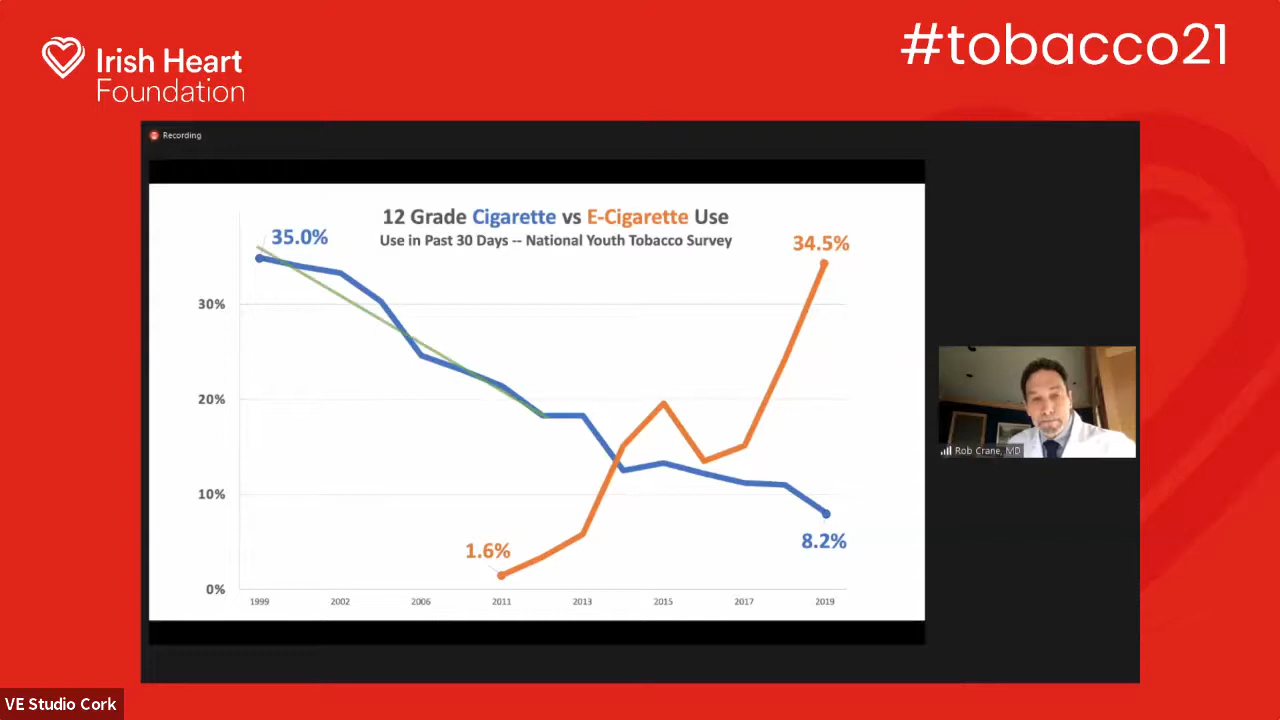 Irish Heart
Foundation
#tobacco21
Recording
12 Grade Cigarette vs E-Cigarette Use
Use in Past 30 Days -- National Youth Tobacco Survey
35.0%
34.5%
30%
20%
10%
0%
1.6%
8.2%
1999
2002
2006
2011
2013
2015
2017
2019
Rob Crane, MD
VE Studio Cork